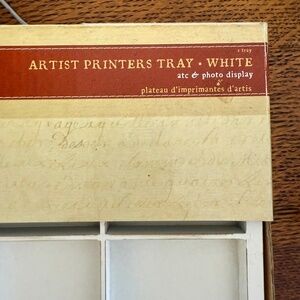 1 tray
ARTIST PRINTERS TRAY • WHITE
atc & photo display
plateau d'imprimantes d'artis